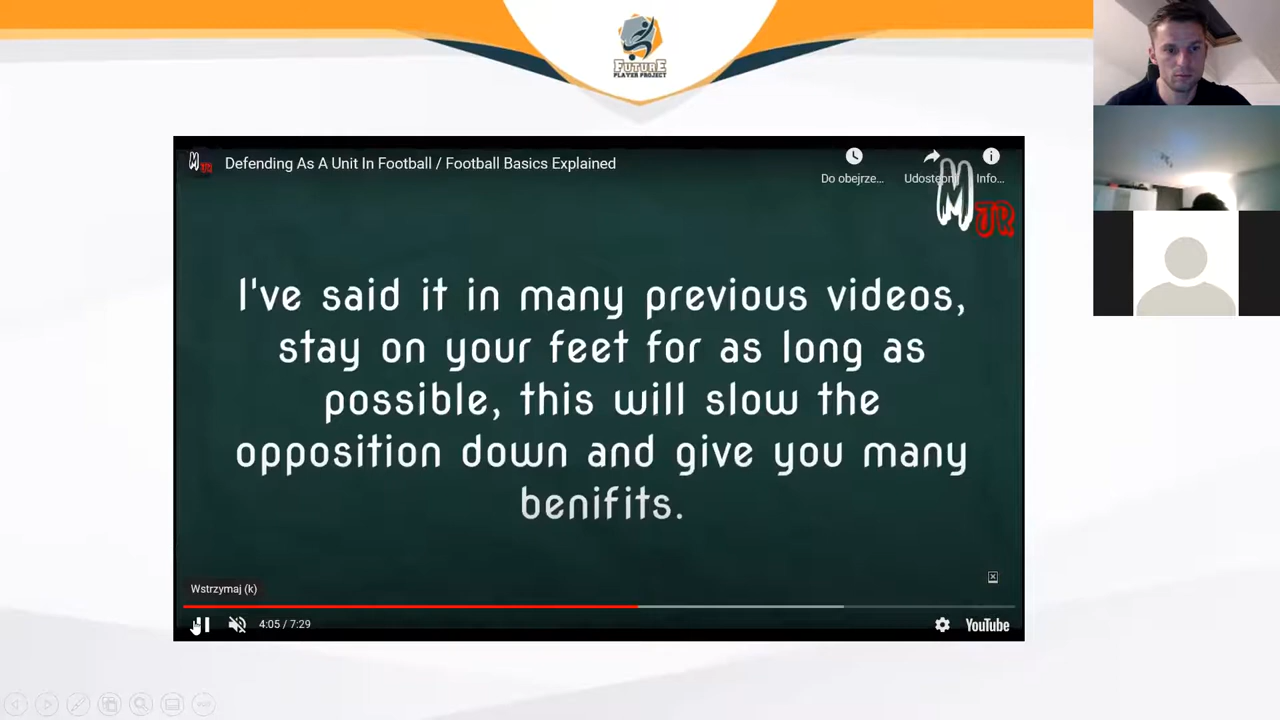 FUTURE
PLAYER PROJECT
M JR
Defending As A Unit In Football / Football Basics Explained
Do obejrze...
Udostępnij
Info...
M JR
I've said it in many previous videos,
stay on your feet for as long as
possible, this will slow the
opposition down and give you many
benifits.
Wstrzymaj (k)
4:05 / 7:29
YouTube